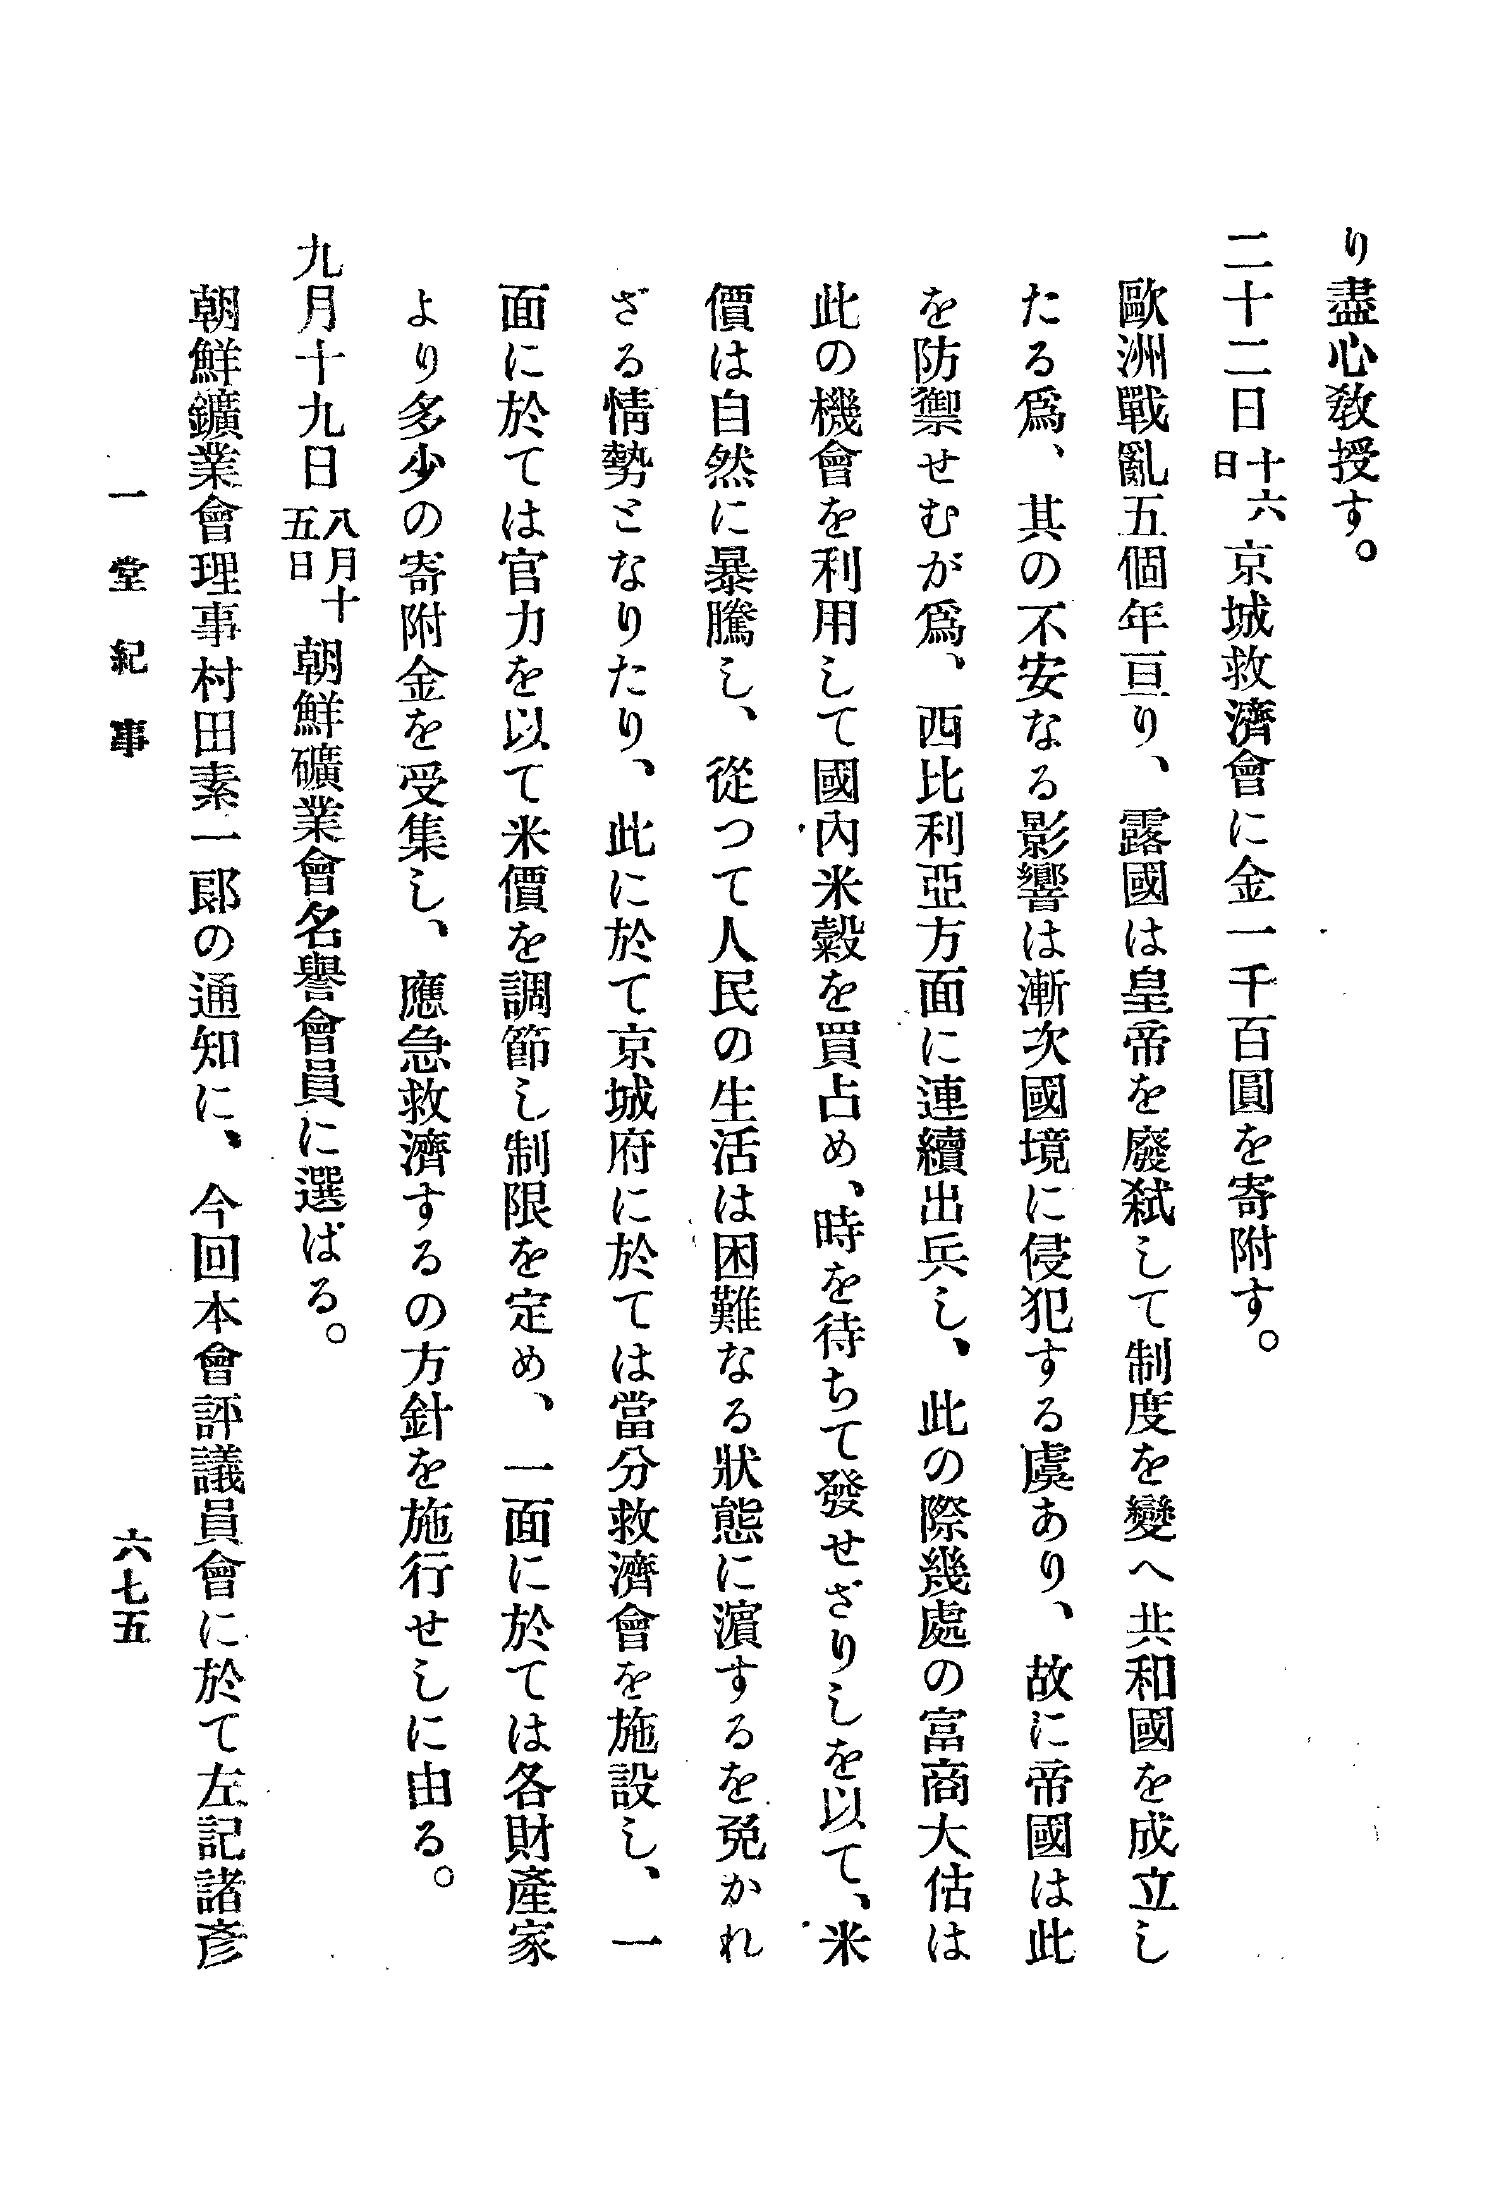 り盡心敎授す。
二十二日十六日京城救濟會に金一千百圓を寄附す。
歐洲戰亂五個年亘り、露國は皇帝を廢弑して制度を變へ共和國を成立し
たる爲、其の不安なる影響は漸次國境に侵犯する虞あり、故に帝國は此
を防禦せむが爲、西比利亞方面に連續出兵し、此の際幾處の富商大估は
此の機會を利用して國內米穀を買占め、時を待ちて發せざりしを以て、米
價は自然に暴騰し、從つて人民の生活は困難なる狀態に濵するを免かれ
ざる情勢となりたり、此に於て京城府に於ては當分救濟會を施設し、一
面に於ては官力を以て米價を調節し制限を定め、一面に於ては各財產家
より多少の寄附金を受集し、應急救濟するの方針を施行せしに由る。
九月十九日八月十五日朝鮮礦業會名譽會員に選ばる。
朝鮮鑛業會理事村田素一郞の通知に、今回本會評議員會に於て左記諸彥
一堂紀事
六七五